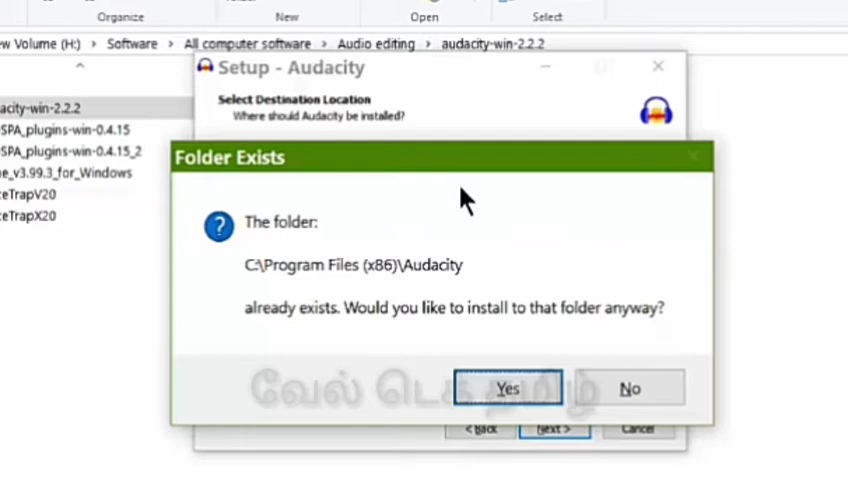 Organize
New
Open
Select
ew Volume (H:) > Software > All computer software > Audio editing > audacity-win-2.2.2
Setup - Audacity
Select Destination Location
Where should Audacity be installed?
acity-win-2.2.2
SPA_plugins-win-0.4.15
SPA_plugins-win-0.4.15_2
e_v3.99.3_for_Windows
ceTrapV20
ceTrapX20
Folder Exists
The folder:
C:\Program Files (x86)\Audacity
already exists. Would you like to install to that folder anyway?
வேல் டெக் தமிழ்
Yes
No
< Back
Next >
Cancel